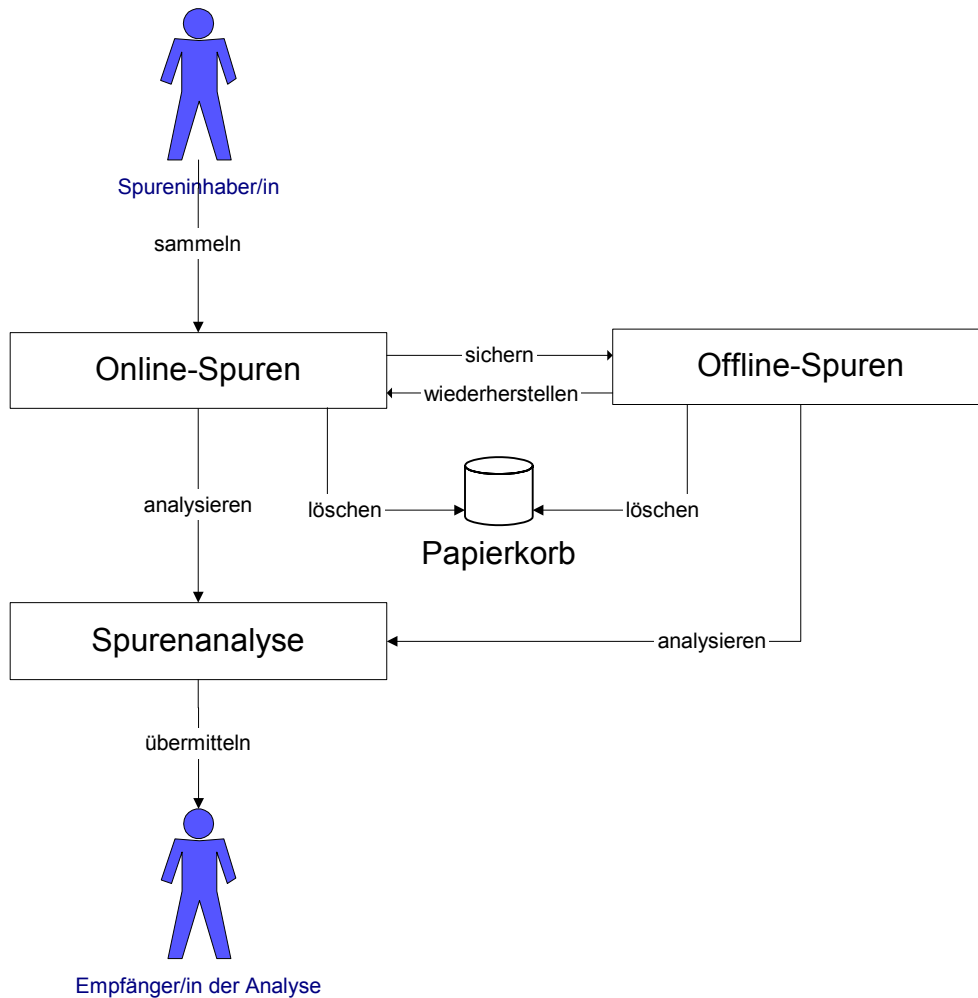 Spureninhaber/in
sammeln
Online-Spuren
sichern
wiederherstellen
Offline-Spuren
analysieren
löschen
löschen
Papierkorb
Spurenanalyse
analysieren
übermitteln
Empfänger/in der Analyse